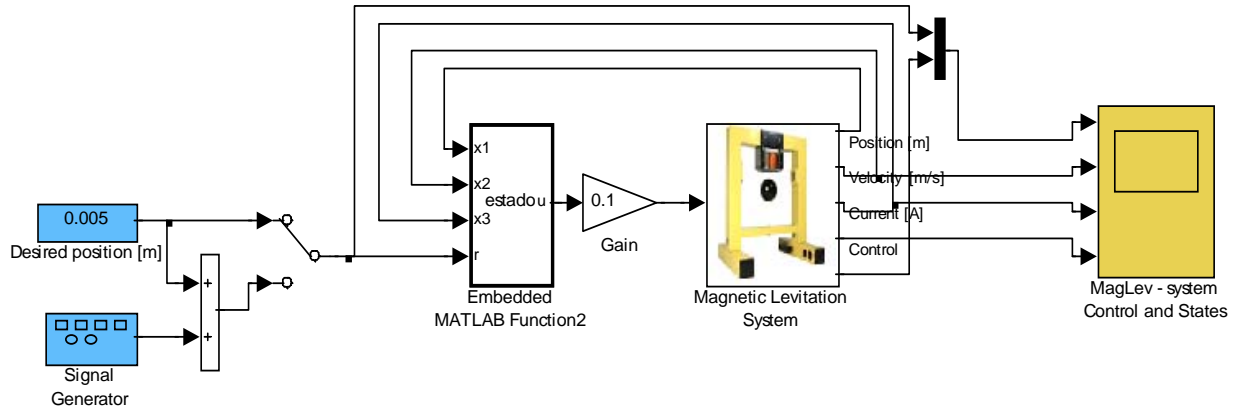 x1
x2
x3
r
estadou
Embedded
MATLAB Function2
0.1
Gain
Position [m]
Velocity [m/s]
Current [A]
Control
Magnetic Levitation
System
MagLev - system
Control and States
0.005
Desired position [m]
+
+
Signal
Generator